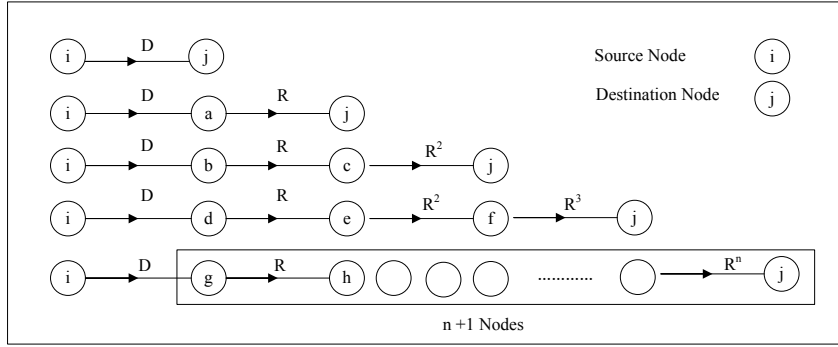 D
i j Source Node i
D R
i a j Destination Node j
D R R²
i b c j
D R R² R³
i d e f j
D R Rⁿ
i g h ............ j
n +1 Nodes